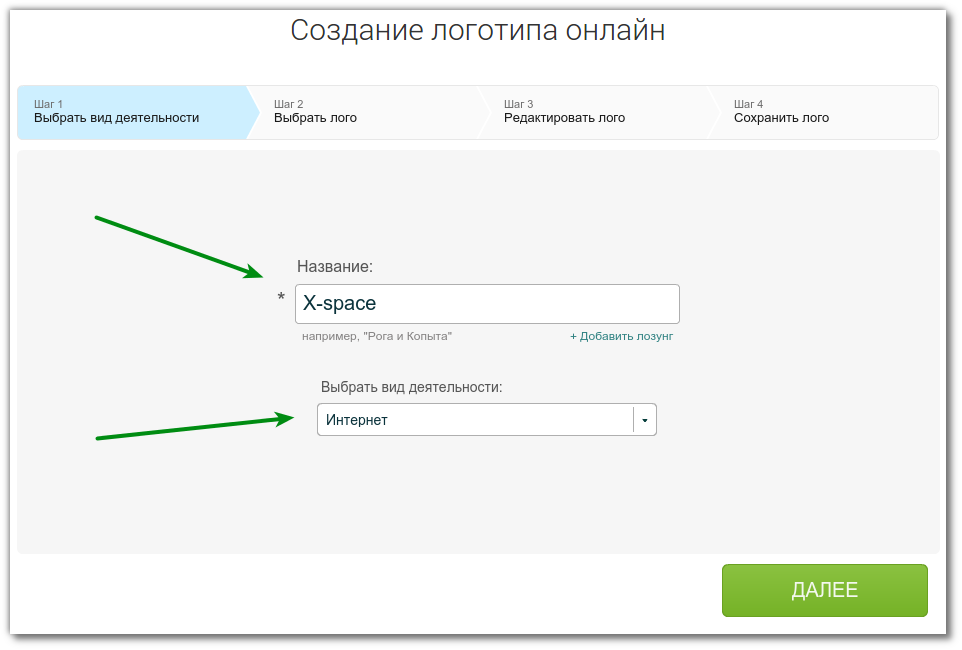 Создание логотипа онлайн
Шаг 1
Выбрать вид деятельности
Шаг 2
Выбрать лого
Шаг 3
Редактировать лого
Шаг 4
Сохранить лого
Название:
* X-space
например, "Рога и Копыта"
+ Добавить лозунг
Выбрать вид деятельности:
Интернет
ДАЛЕЕ